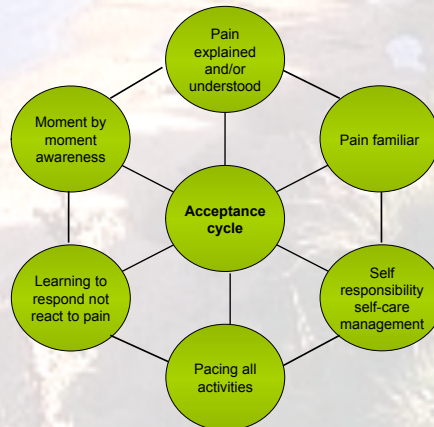 Pain
explained
and/or
understood
Moment by
moment
awareness
Pain familiar
Acceptance
cycle
Learning to
respond not
react to pain
Self
responsibility
self-care
management
Pacing all
activities